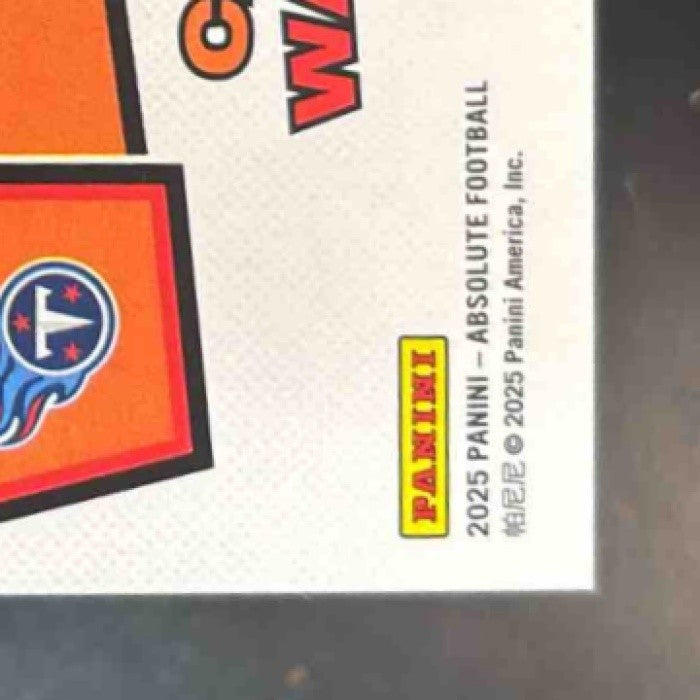 PANINI
2025 PANINI – ABSOLUTE FOOTBALL
帕尼尼 © 2025 Panini America, Inc.